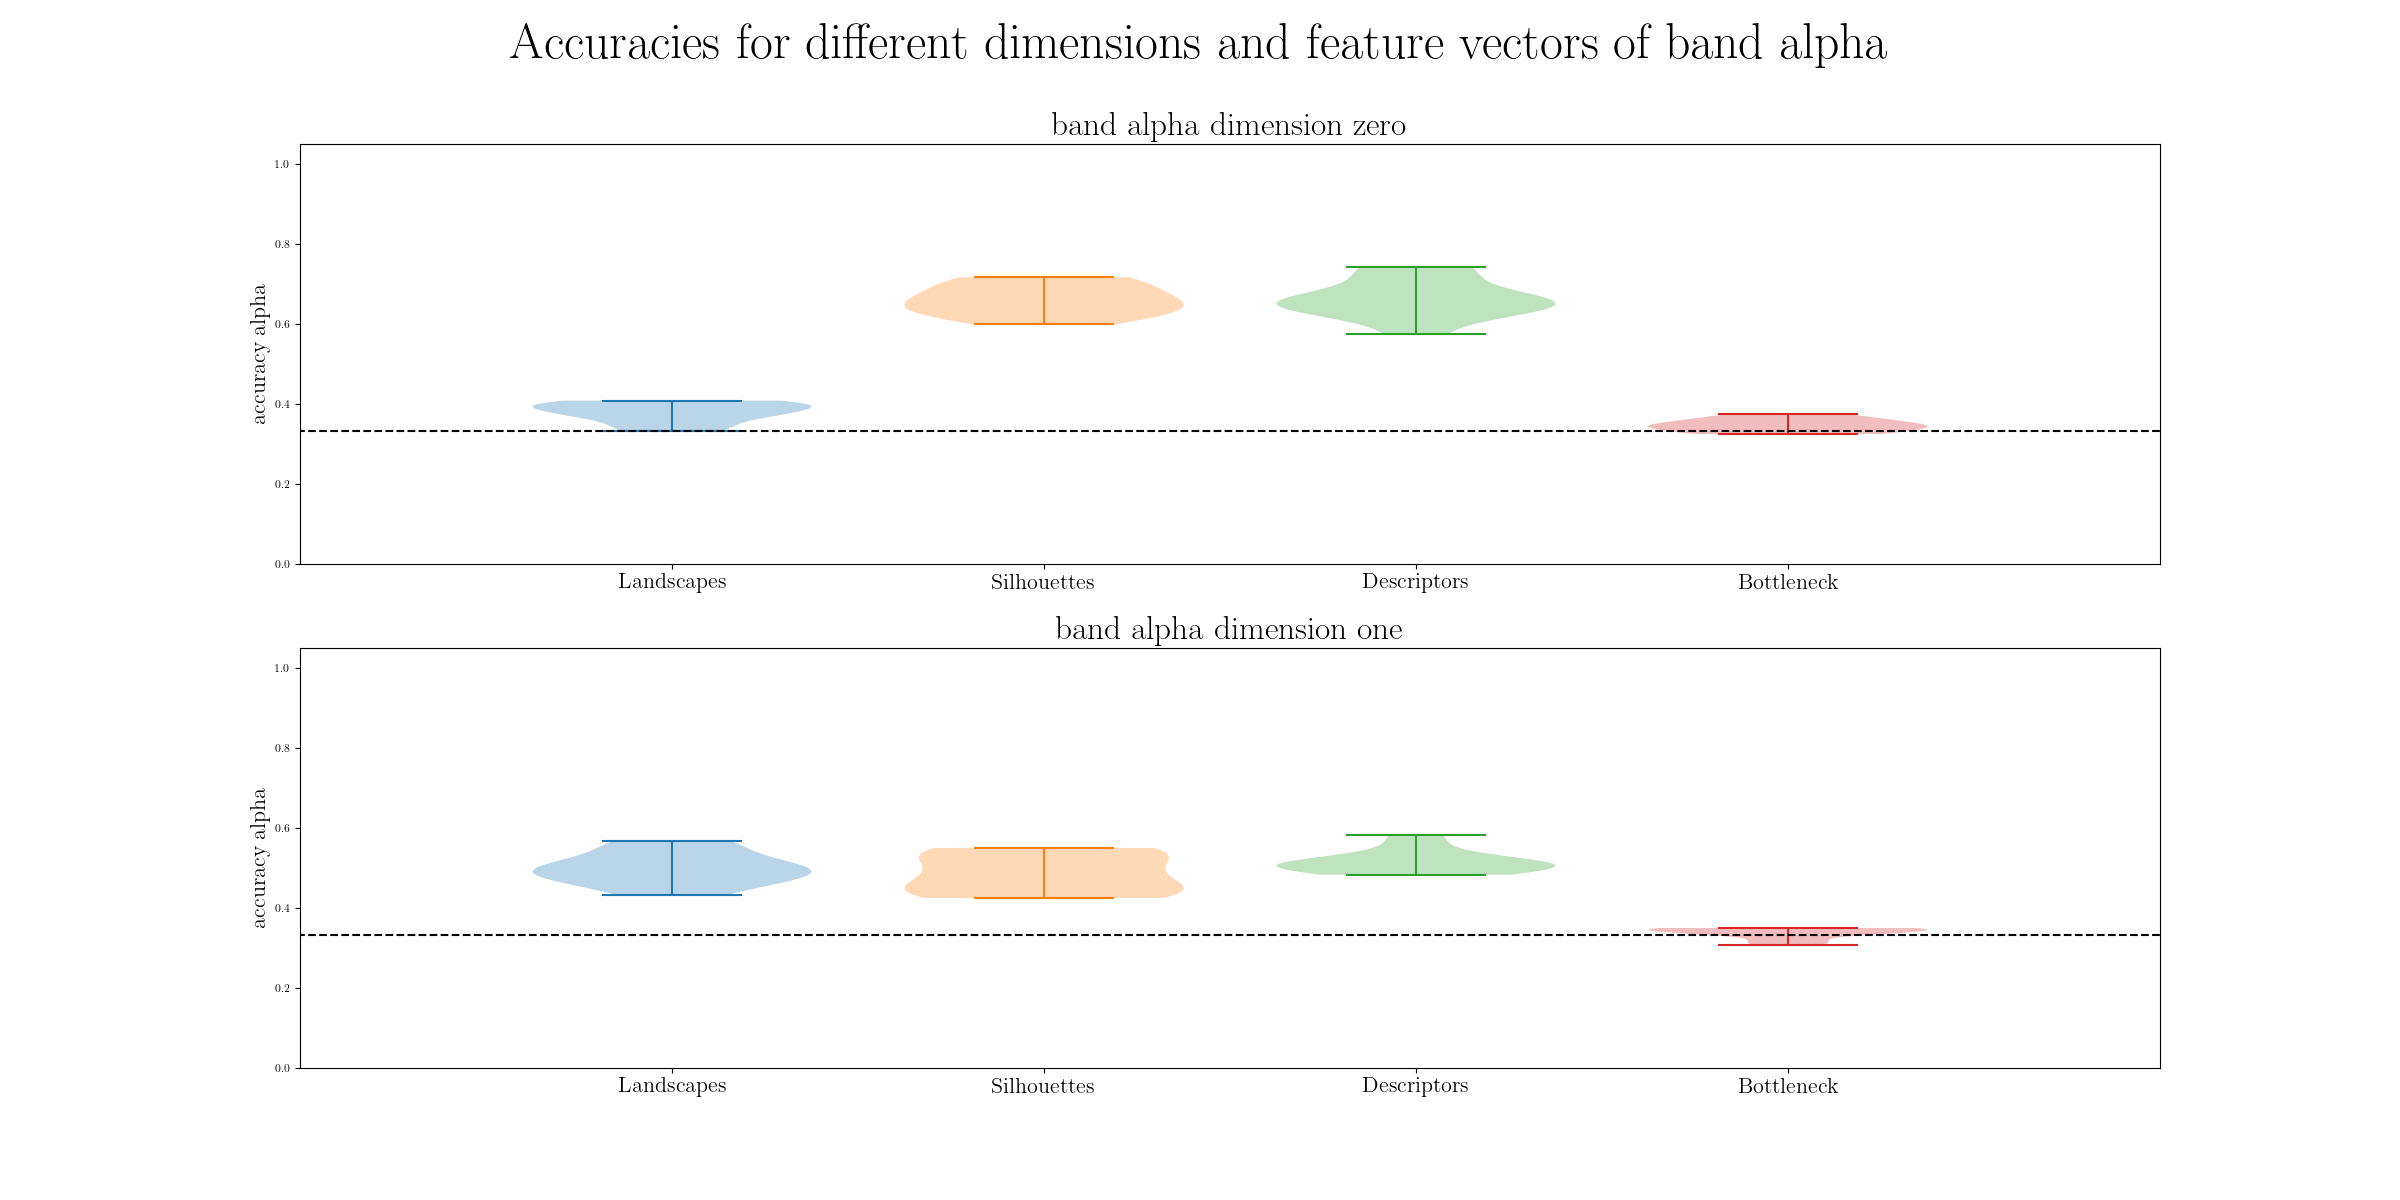 Accuracies for different dimensions and feature vectors of band alpha
band alpha dimension zero
1.0
0.8
0.6
0.4
0.2
0.0
accuracy alpha
Landscapes Silhouettes Descriptors Bottleneck
band alpha dimension one
1.0
0.8
0.6
0.4
0.2
0.0
accuracy alpha
Landscapes Silhouettes Descriptors Bottleneck